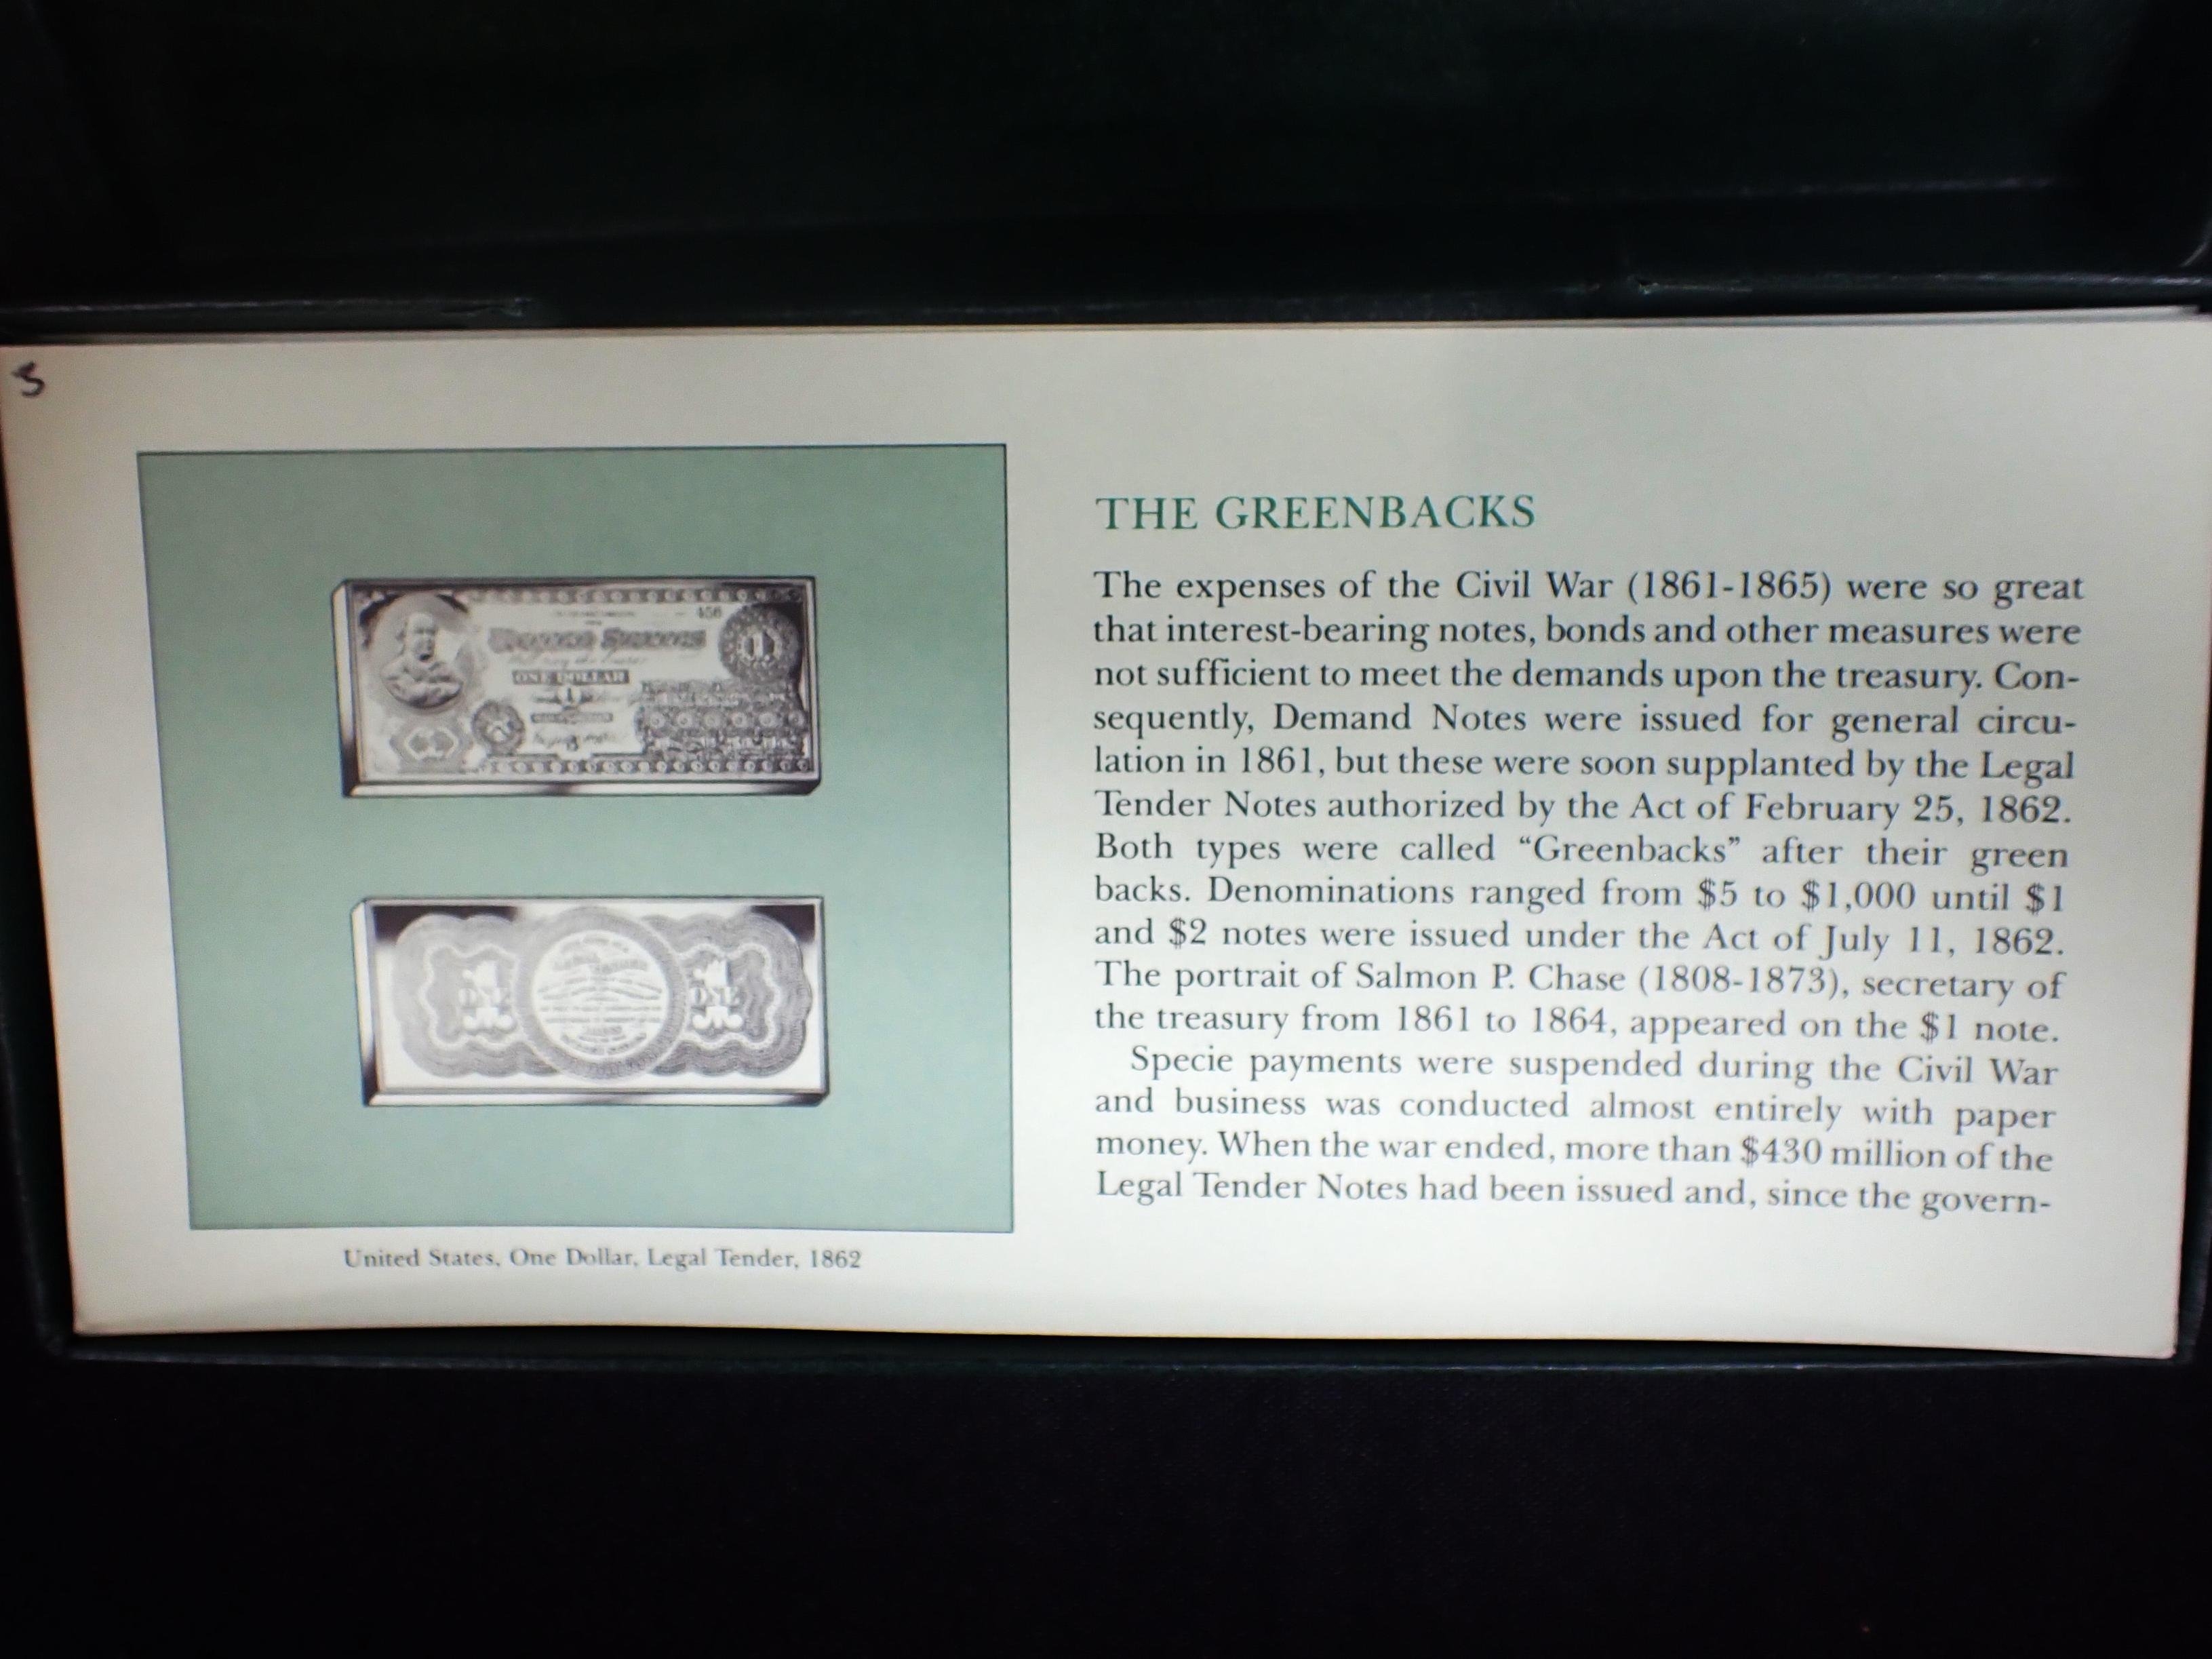 5
456
UNITED STATES
1
ONE DOLLAR
1
ONE
ONE
United States, One Dollar, Legal Tender, 1862
THE GREENBACKS
The expenses of the Civil War (1861-1865) were so great
that interest-bearing notes, bonds and other measures were
not sufficient to meet the demands upon the treasury. Con-
sequently, Demand Notes were issued for general circu-
lation in 1861, but these were soon supplanted by the Legal
Tender Notes authorized by the Act of February 25, 1862.
Both types were called “Greenbacks” after their green
backs. Denominations ranged from $5 to $1,000 until $1
and $2 notes were issued under the Act of July 11, 1862.
The portrait of Salmon P. Chase (1808-1873), secretary of
the treasury from 1861 to 1864, appeared on the $1 note.
Specie payments were suspended during the Civil War
and business was conducted almost entirely with paper
money. When the war ended, more than $430 million of the
Legal Tender Notes had been issued and, since the govern-